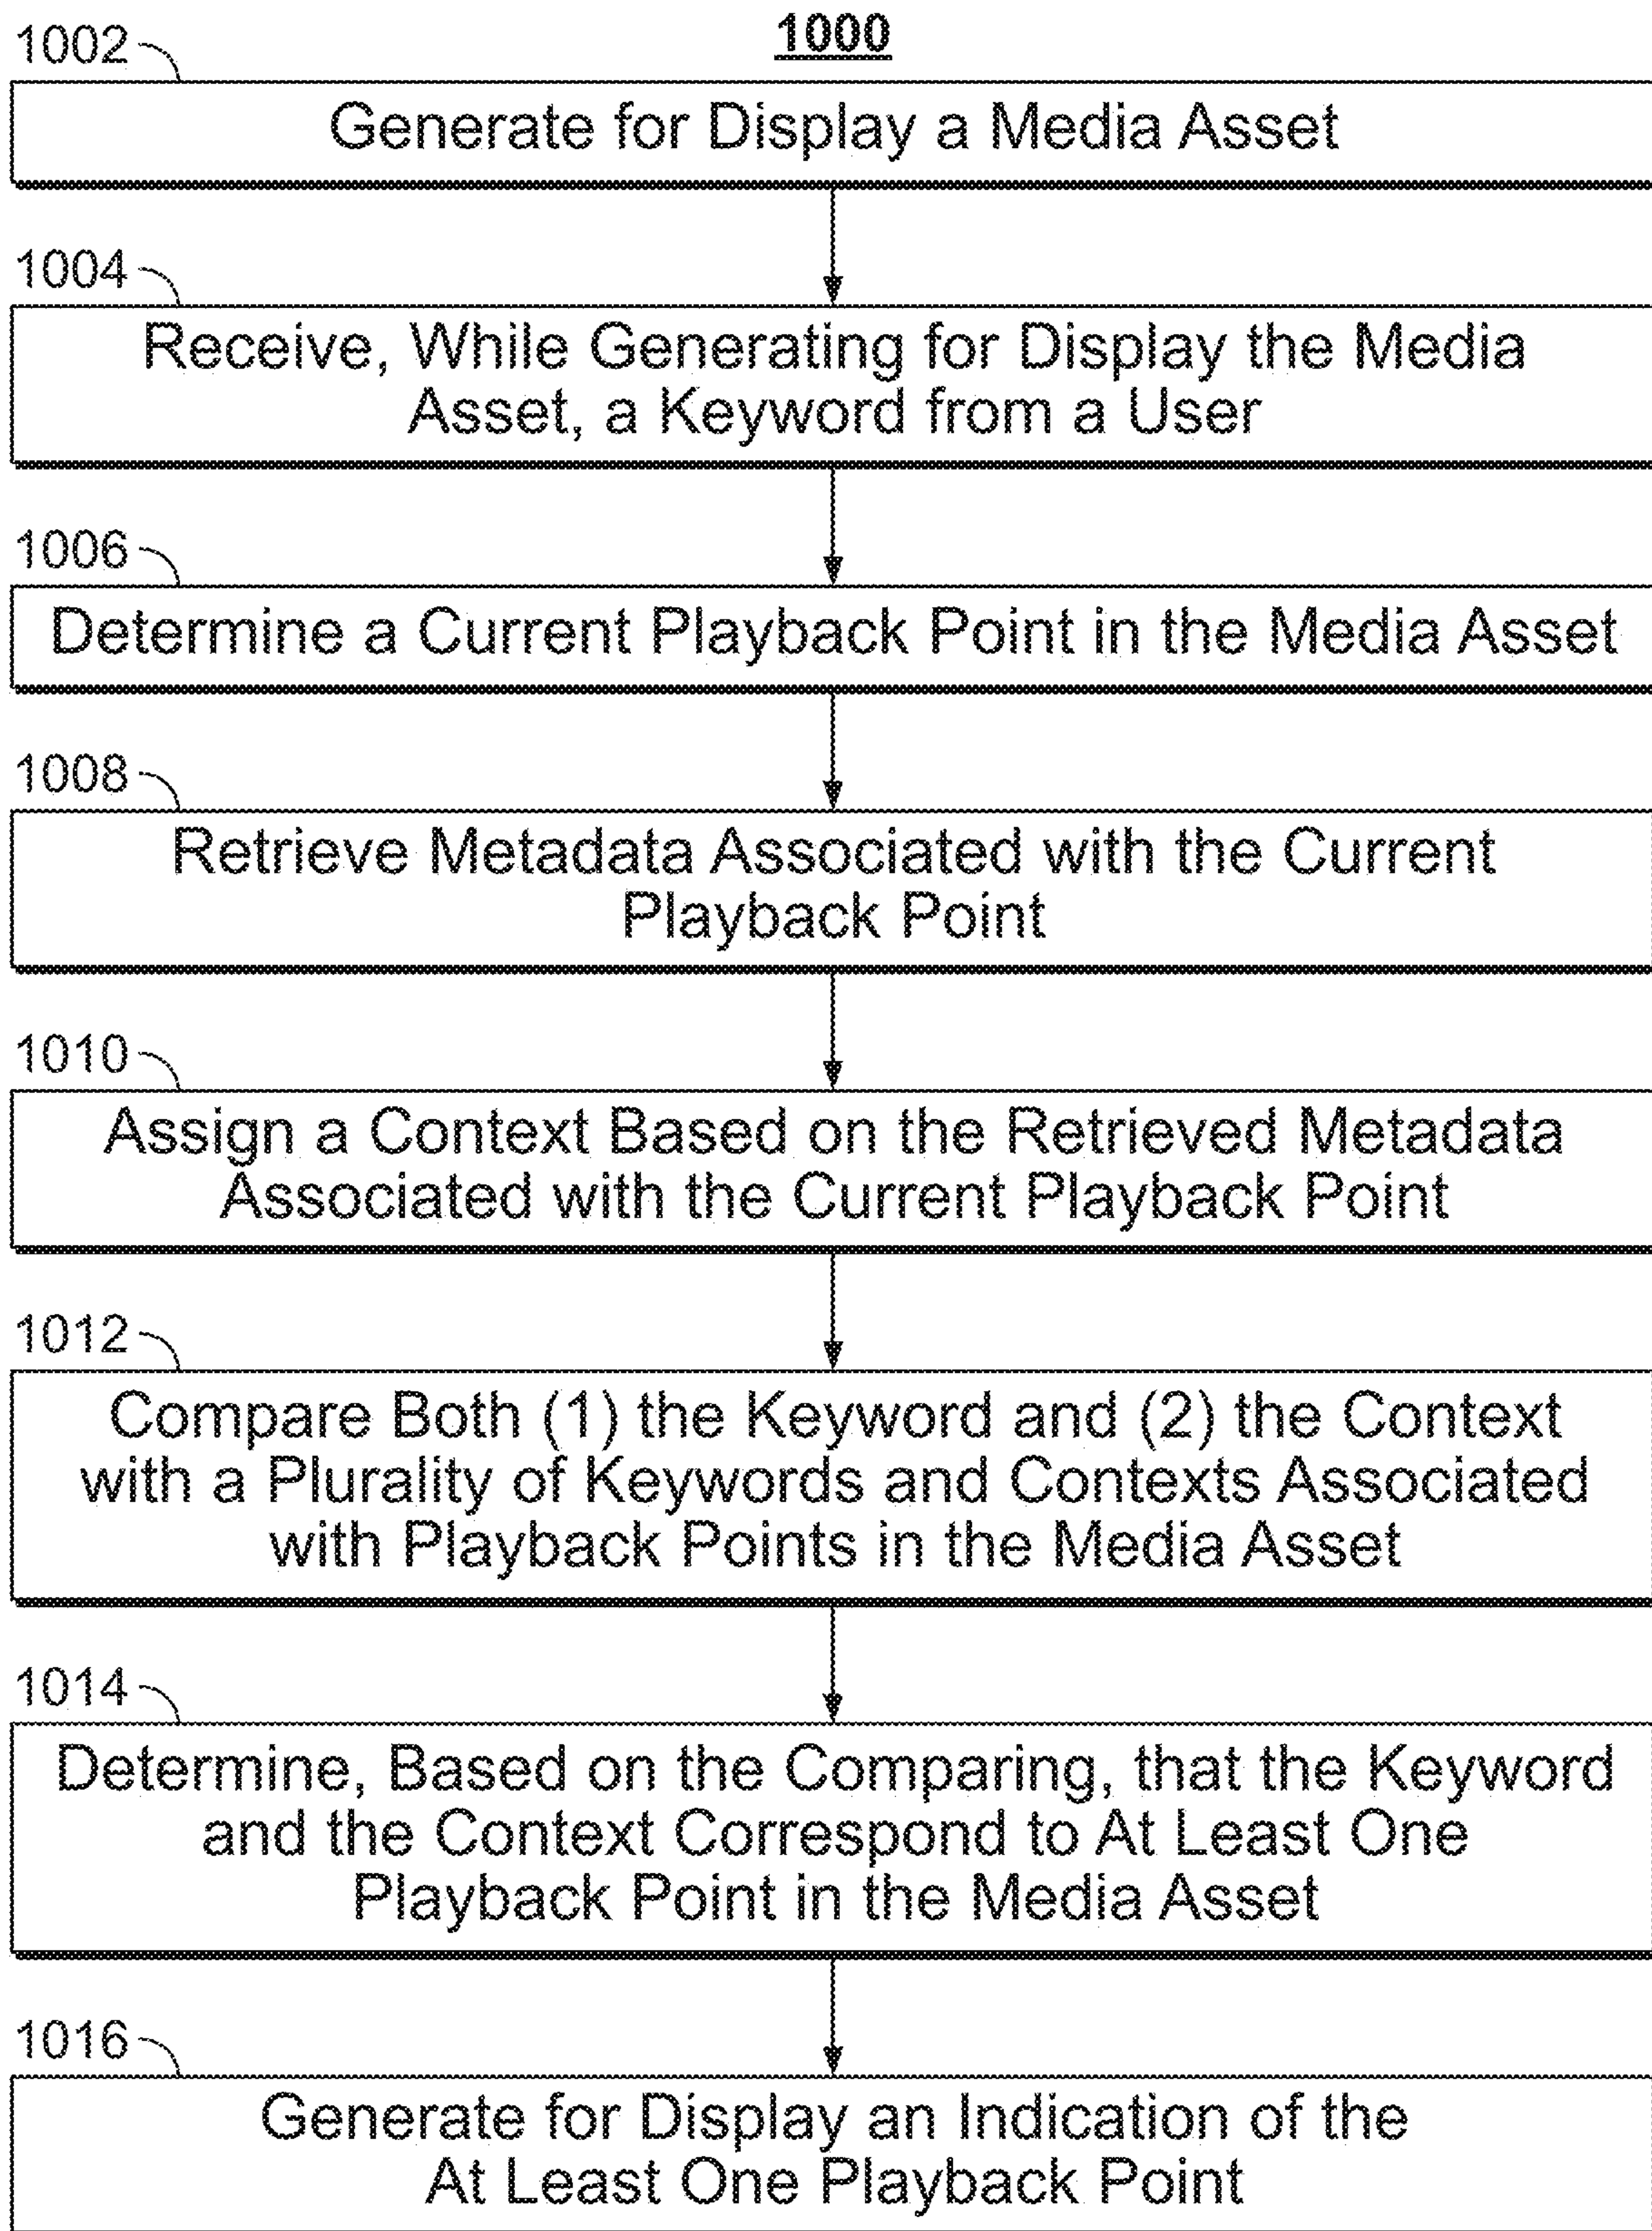 1000
1002
Generate for Display a Media Asset
1004
Receive, While Generating for Display the Media
Asset, a Keyword from a User
1006
Determine a Current Playback Point in the Media Asset
1008
Retrieve Metadata Associated with the Current
Playback Point
1010
Assign a Context Based on the Retrieved Metadata
Associated with the Current Playback Point
1012
Compare Both (1) the Keyword and (2) the Context
with a Plurality of Keywords and Contexts Associated
with Playback Points in the Media Asset
1014
Determine, Based on the Comparing, that the Keyword
and the Context Correspond to At Least One
Playback Point in the Media Asset
1016
Generate for Display an Indication of the
At Least One Playback Point